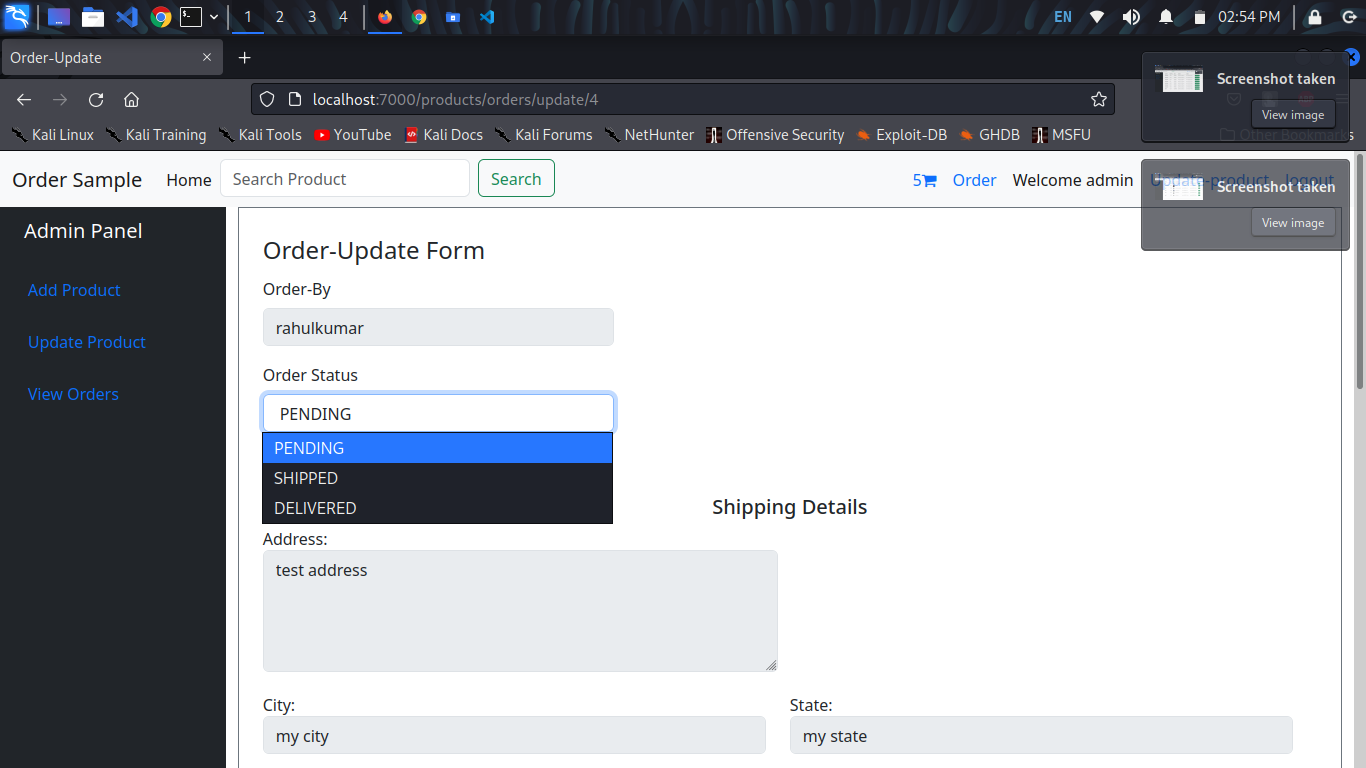 1 2 3 4 EN 02:54 PM
Order-Update
Screenshot taken
View image
localhost:7000/products/orders/update/4
Kali Linux Kali Training Kali Tools YouTube Kali Docs Kali Forums NetHunter Offensive Security Exploit-DB GHDB MSFU Other Bookmarks
Order Sample Home Search Product Search 5 Order Welcome admin Update-product logout
Screenshot taken
View image
Admin Panel
Add Product
Update Product
View Orders
Order-Update Form
Order-By
rahulkumar
Order Status
PENDING
PENDING
SHIPPED
DELIVERED
Shipping Details
Address:
test address
City: State:
my city my state